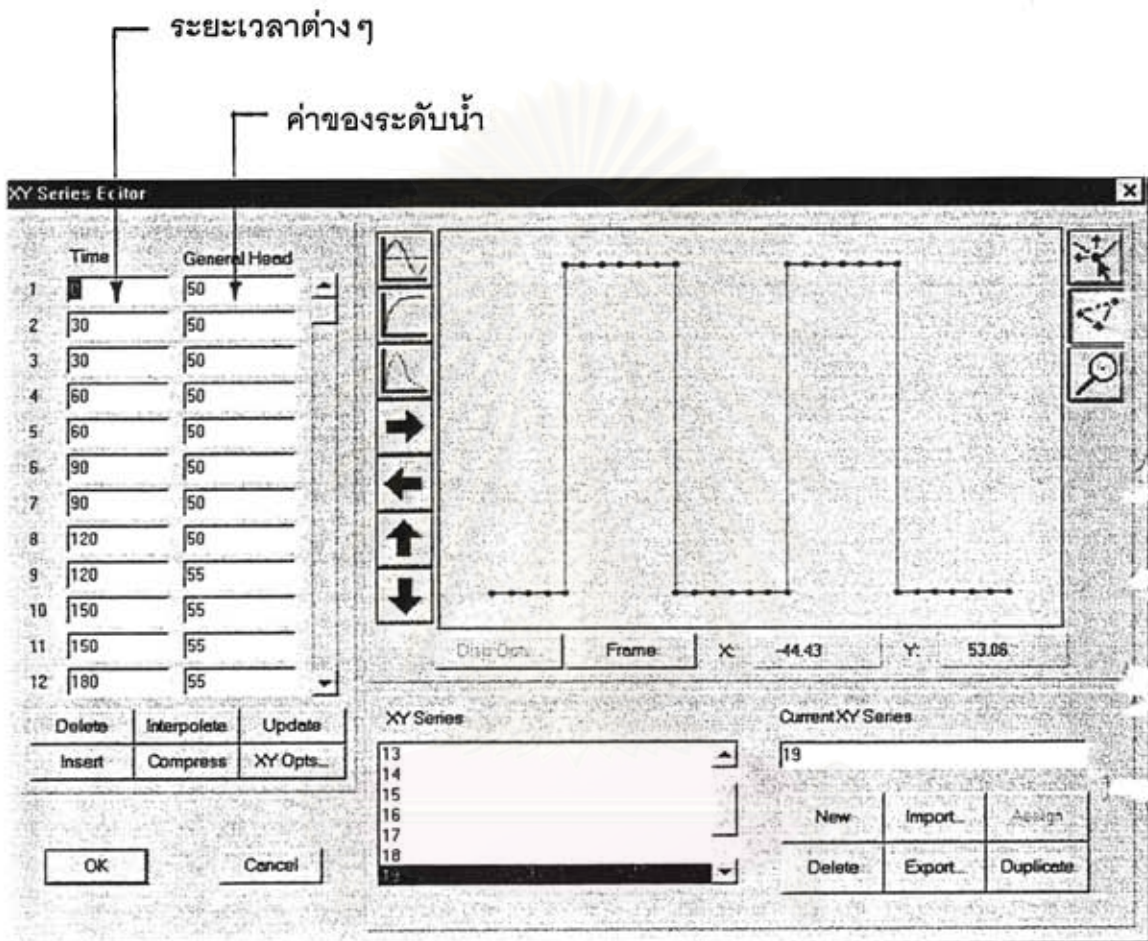 ระยะเวลาต่าง ๆ
ค่าของระดับน้ำ
XY Series Editor
Time General Head
1 0 50
2 30 50
3 30 50
4 60 50
5 60 50
6 90 50
7 90 50
8 120 50
9 120 55
10 150 55
11 150 55
12 180 55
Delete Interpolate Update
Insert Compress XY Opts...
OK Cancel
Disp Opts... Frame X: -44.43 Y: 53.06
XY Series
13
14
15
16
17
18
19
Current XY Series
19
New Import... Assign
Delete Export... Duplicate